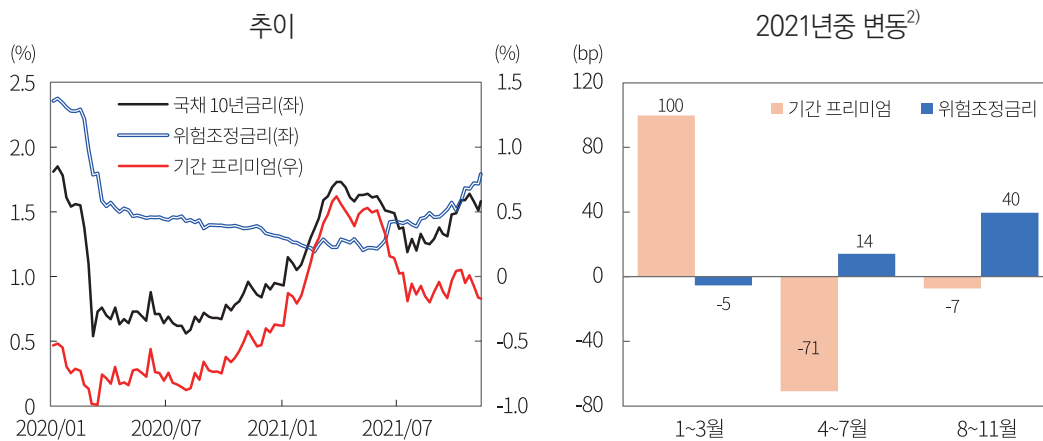 추이
(%)
(%)
2.5
2.0
1.5
1.0
0.5
0
1.5
1.0
0.5
0
-0.5
-1.0
국채 10년금리(좌)
위험조정금리(좌)
기간 프리미엄(우)
2020/01
2020/07
2021/01
2021/07
2021년중 변동2)
(bp)
120
80
40
0
-40
-80
기간 프리미엄
위험조정금리
100
-5
-71
14
-7
40
1~3월
4~7월
8~11월